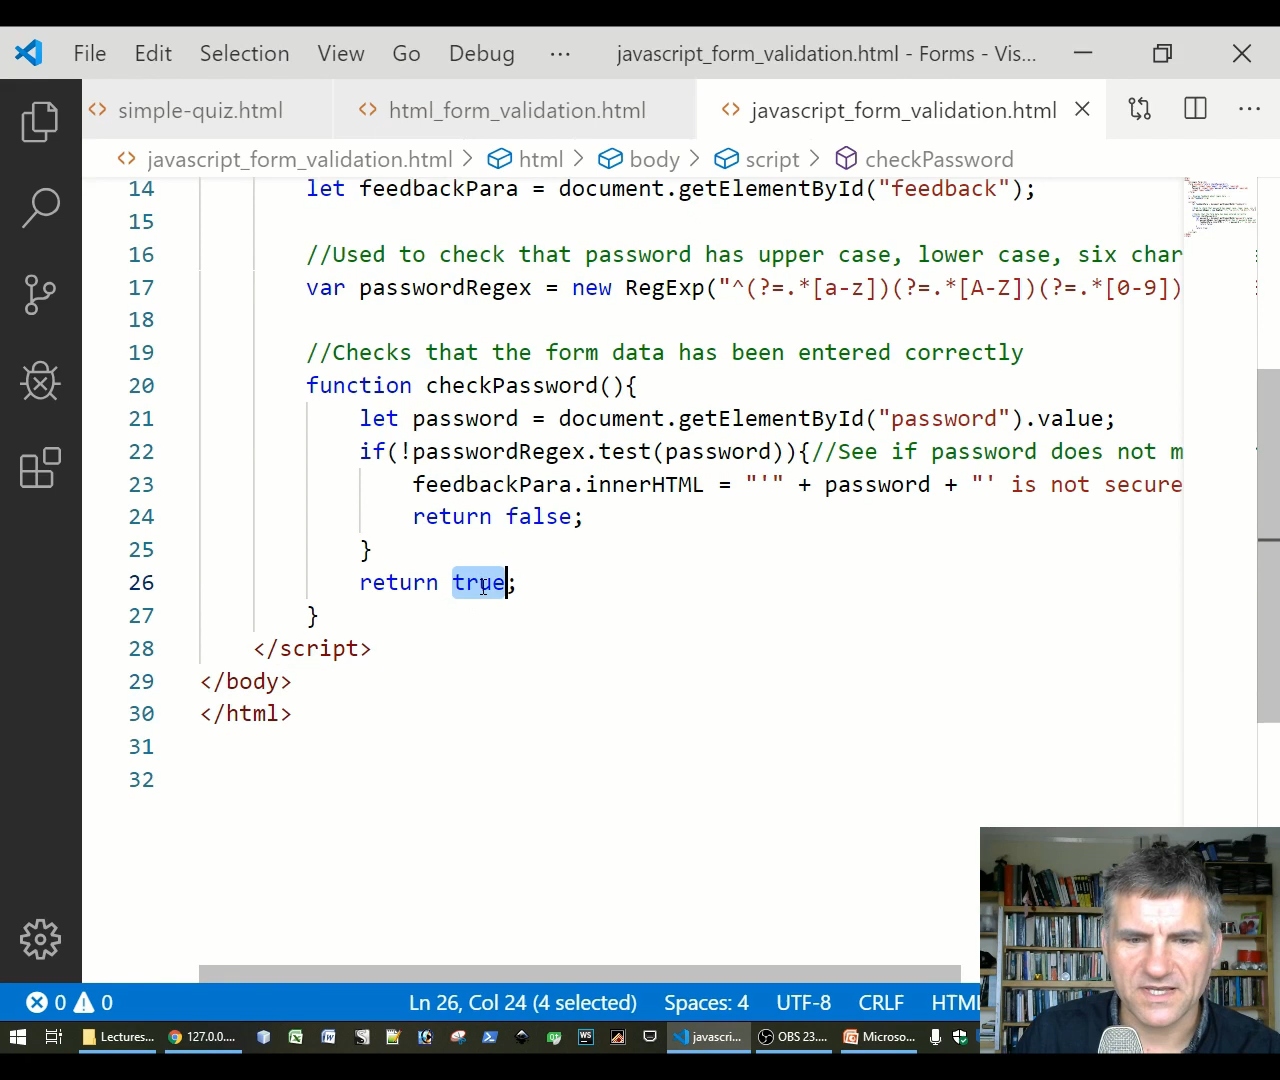 File Edit Selection View Go Debug ··· javascript_form_validation.html - Forms - Vis...
simple-quiz.html html_form_validation.html javascript_form_validation.html
javascript_form_validation.html > html > body > script > checkPassword
14 let feedbackPara = document.getElementById("feedback");
15
16 //Used to check that password has upper case, lower case, six char
17 var passwordRegex = new RegExp("^(?=.*[a-z])(?=.*[A-Z])(?=.*[0-9])
18
19 //Checks that the form data has been entered correctly
20 function checkPassword(){
21 let password = document.getElementById("password").value;
22 if(!passwordRegex.test(password)){//See if password does not m
23 feedbackPara.innerHTML = "'" + password + "' is not secure
24 return false;
25 }
26 return true;
27 }
28 </script>
29 </body>
30 </html>
31
32
0 0 Ln 26, Col 24 (4 selected) Spaces: 4 UTF-8 CRLF HTML
Lectures... 127.0.0.... javascri... OBS 23.... Microso...